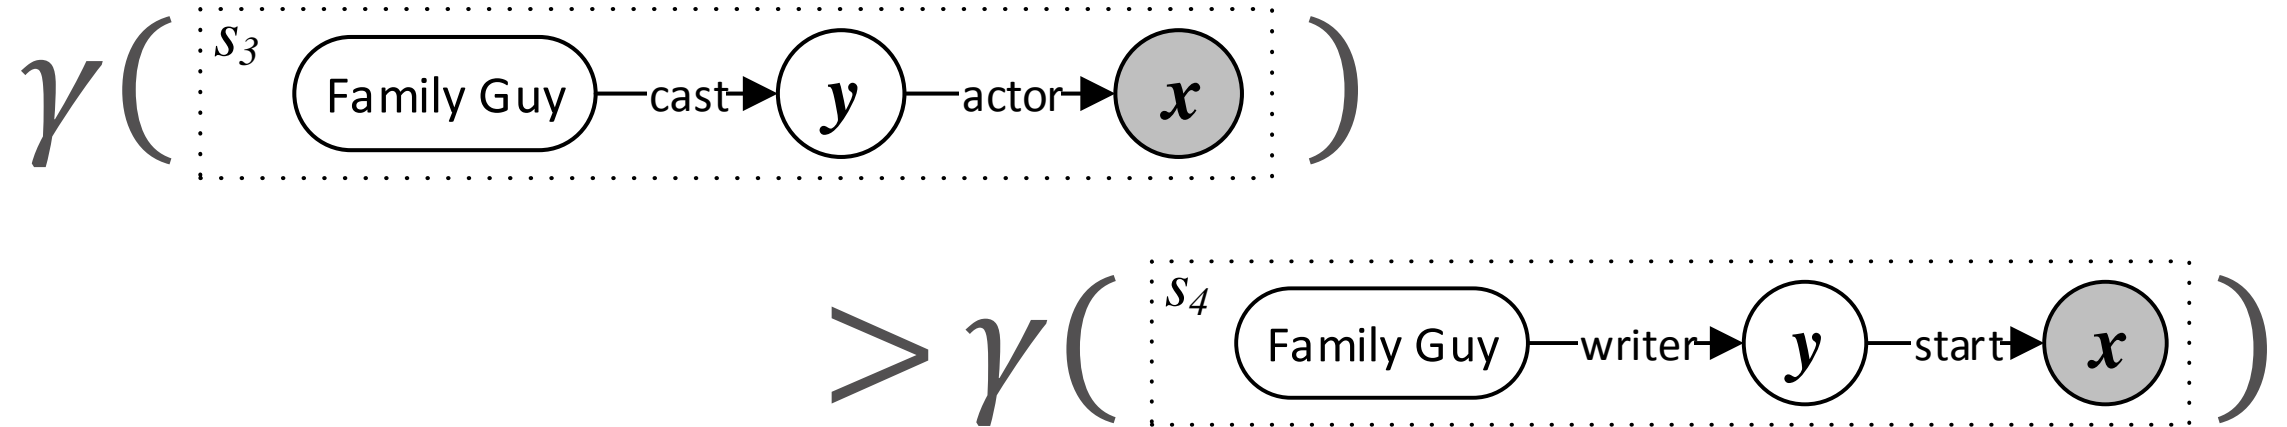 γ( s3 Family Guy cast y actor x )
> γ( s4 Family Guy writer y start x )